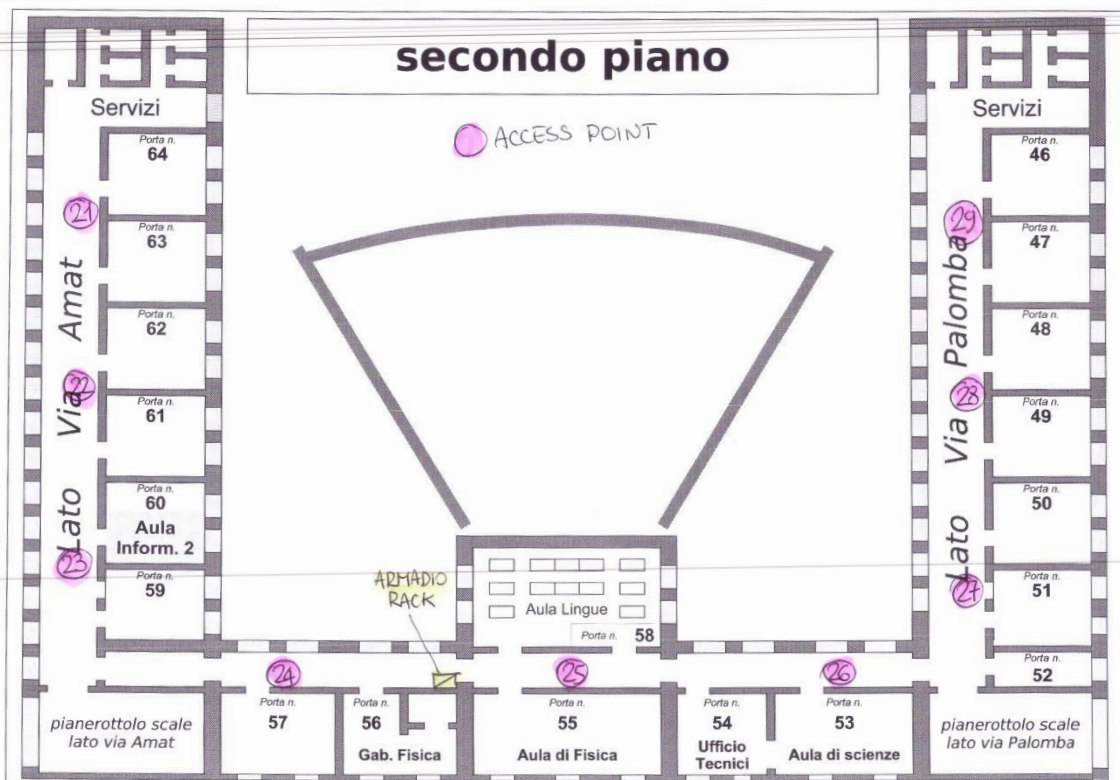 secondo piano
ACCESS POINT
Servizi
Porta n.
64
21
Porta n.
63
Porta n.
62
22
Porta n.
61
Porta n.
60
Aula
Inform. 2
23
Porta n.
59
Lato Via Amat
pianerottolo scale
lato via Amat
24
Porta n.
57
Porta n.
56
Gab. Fisica
ARMADIO
RACK
Aula Lingue
Porta n. 58
25
Porta n.
55
Aula di Fisica
Porta n.
54
Ufficio
Tecnici
26
Porta n.
53
Aula di scienze
Servizi
Porta n.
46
29
Porta n.
47
Porta n.
48
28
Porta n.
49
Porta n.
50
27
Porta n.
51
Porta n.
52
Lato Via Palomba
pianerottolo scale
lato via Palomba